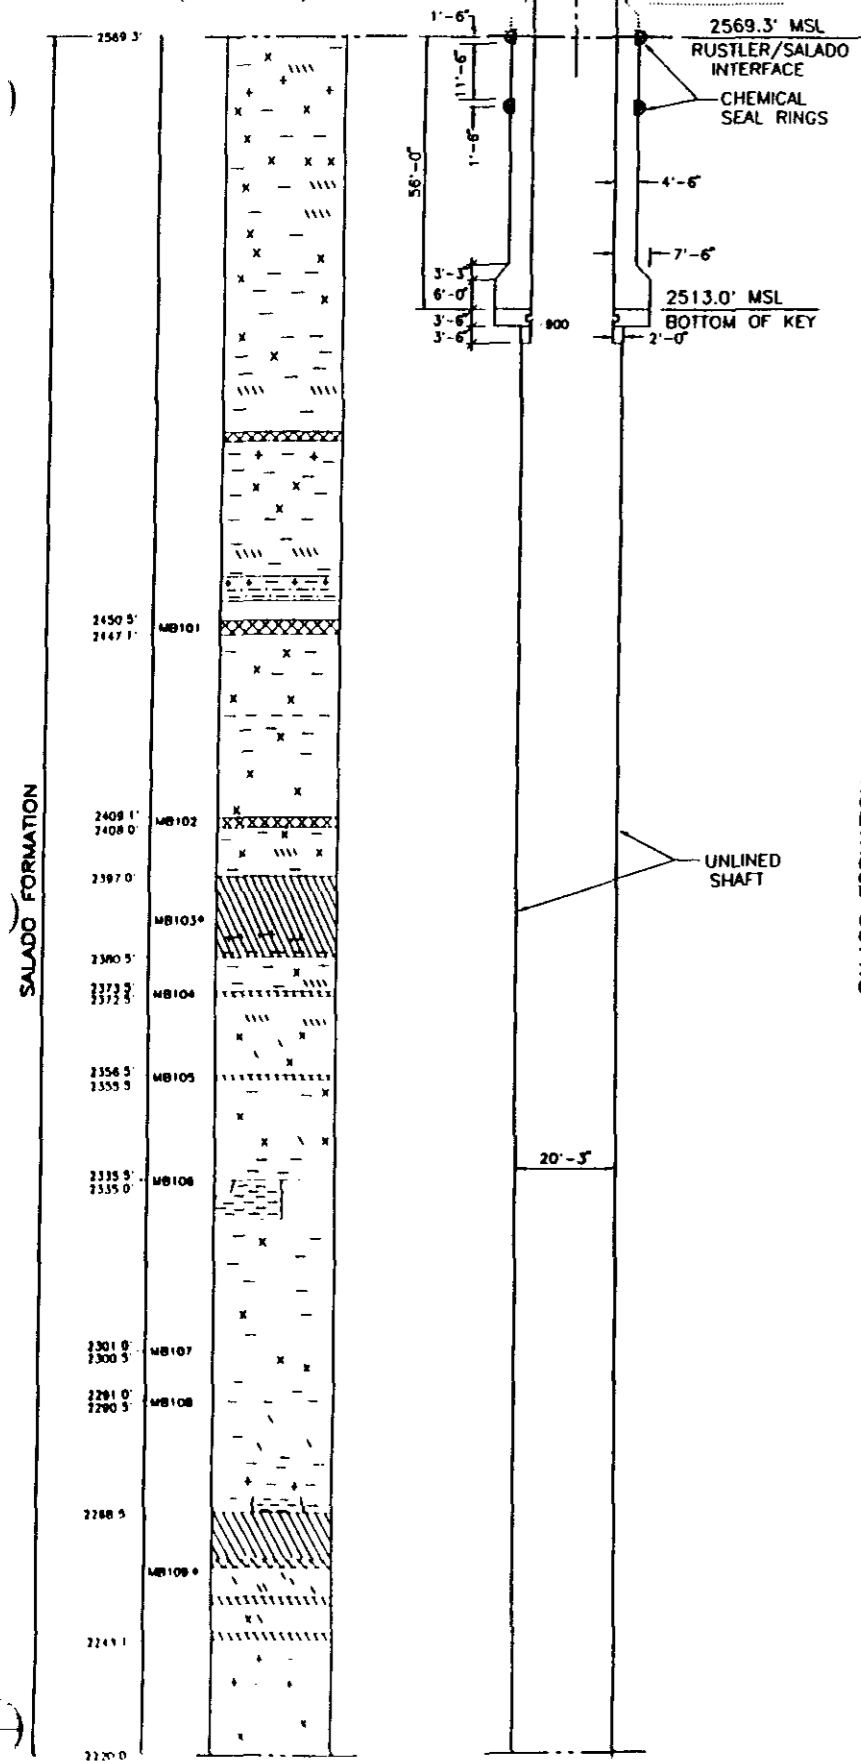 2569.3'
1'-6"
2569.3' MSL
RUSTLER/SALADO
INTERFACE
11'-6"
CHEMICAL
SEAL RINGS
1'-6"
56'-0"
4'-6"
7'-6"
3'-3"
6'-0"
2513.0' MSL
3'-6"
900
BOTTOM OF KEY
3'-6"
2'-0"
2450.5'
2447.1'
MB101
2409.1'
2408.0'
MB102
UNLINED
SHAFT
2397.0'
MB103*
SALADO FORMATION
2380.5'
2373.5'
2372.5'
MB104
2356.5'
2355.5
MB105
20'-3"
2335.5'
2335.0'
MB106
2301.0'
2300.5'
MB107
2291.0'
2290.5'
MB108
2268.5
MB109*
2220.0